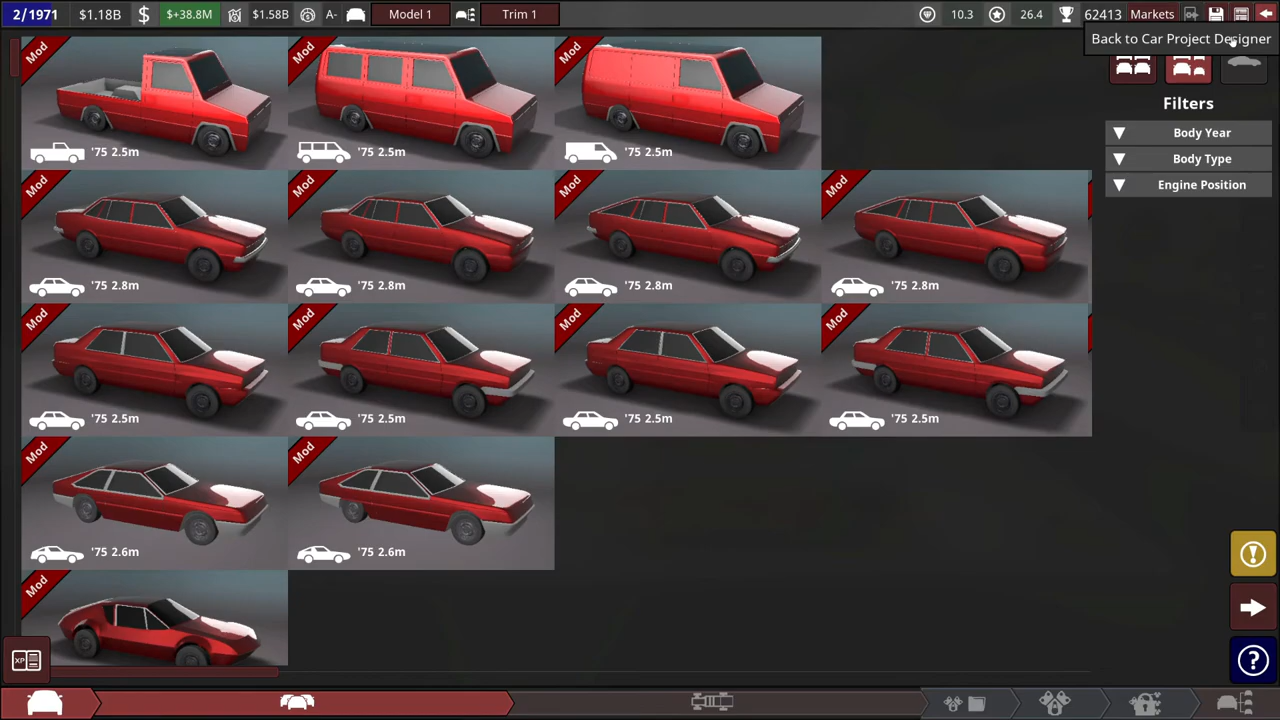 2/1971 $1.18B $ $+38.8M $1.58B A- Model 1 Trim 1 10.3 26.4 62413 Markets
Back to Car Project Designer
Filters
Body Year
Body Type
Engine Position
Mod Mod Mod
'75 2.5m '75 2.5m '75 2.5m
Mod Mod Mod Mod
'75 2.8m '75 2.8m '75 2.8m '75 2.8m
Mod Mod Mod Mod
'75 2.5m '75 2.5m '75 2.5m '75 2.5m
Mod Mod
'75 2.6m '75 2.6m
Mod
XP
?